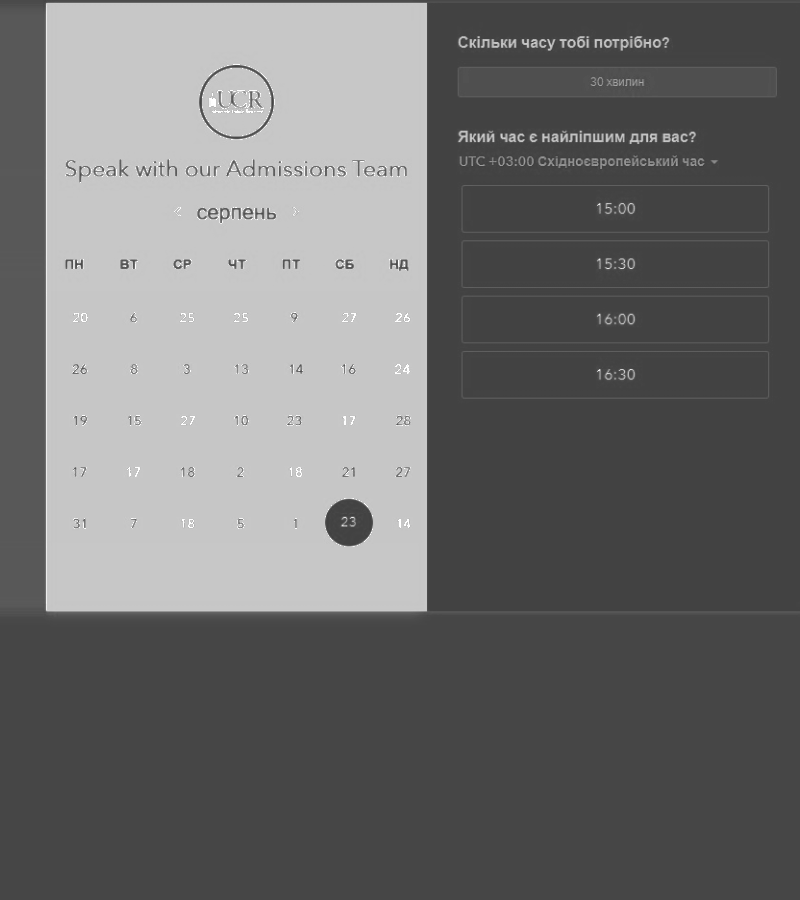 UCR
Speak with our Admissions Team
серпень
ПН ВТ СР ЧТ ПТ СБ НД
20 6 25 25 9 27 26
26 8 3 13 14 16 24
19 15 27 10 23 17 28
17 17 18 2 18 21 27
31 7 18 5 1 23 14
Скільки часу тобі потрібно?
30 хвилин
Який час є найліпшим для вас?
UTC +03:00 Східноєвропейський час
15:00
15:30
16:00
16:30